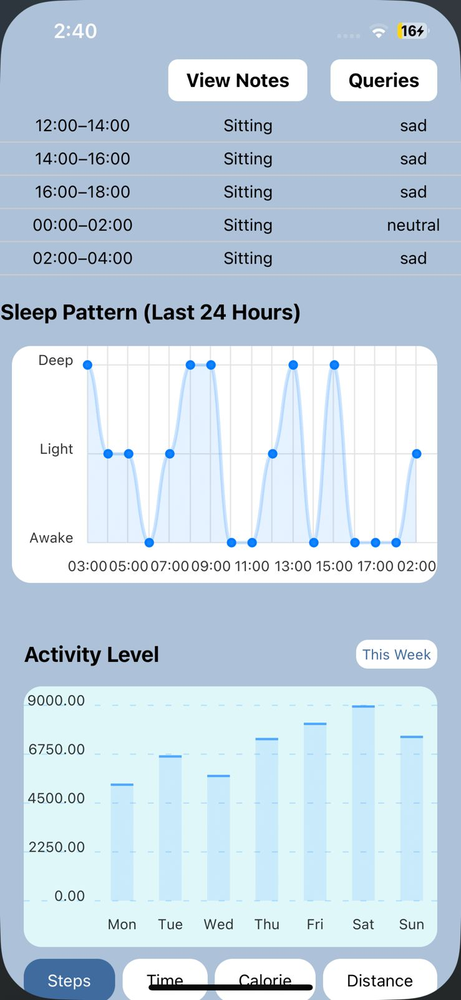 2:40 16
View Notes Queries
12:00–14:00 Sitting sad
14:00–16:00 Sitting sad
16:00–18:00 Sitting sad
00:00–02:00 Sitting neutral
02:00–04:00 Sitting sad
Sleep Pattern (Last 24 Hours)
Deep
Light
Awake
03:00 05:00 07:00 09:00 11:00 13:00 15:00 17:00 02:00
Activity Level This Week
9000.00
6750.00
4500.00
2250.00
0.00
Mon Tue Wed Thu Fri Sat Sun
Steps Time Calorie Distance